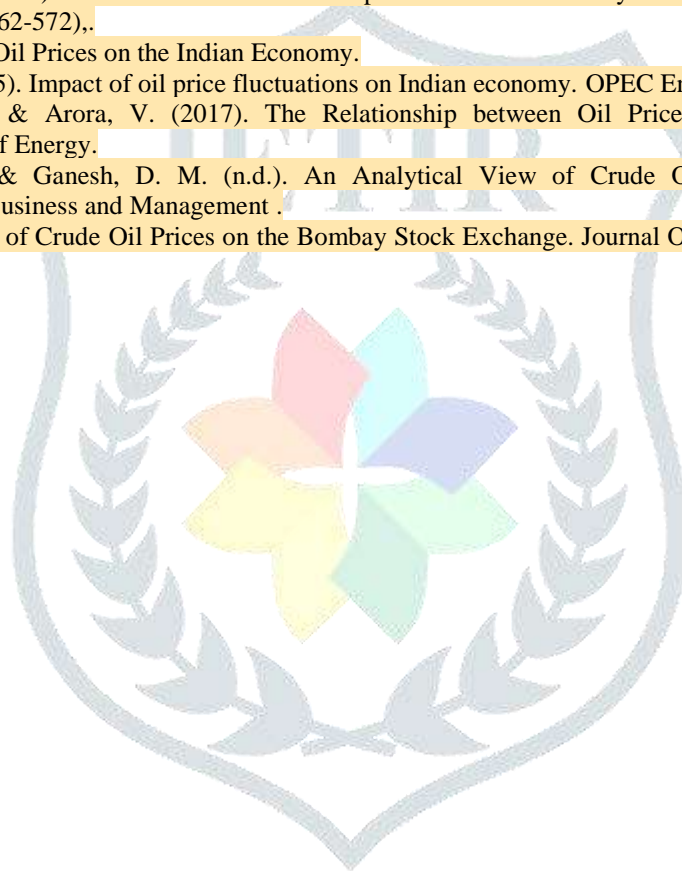 62-572),.
Oil Prices on the Indian Economy.
5). Impact of oil price fluctuations on Indian economy. OPEC
& Arora, V. (2017). The Relationship between Oil Price
f Energy.
& Ganesh, D. M. (n.d.). An Analytical View of Crude
usiness and Management .
of Crude Oil Prices on the Bombay Stock Exchange. Journal
JETIR